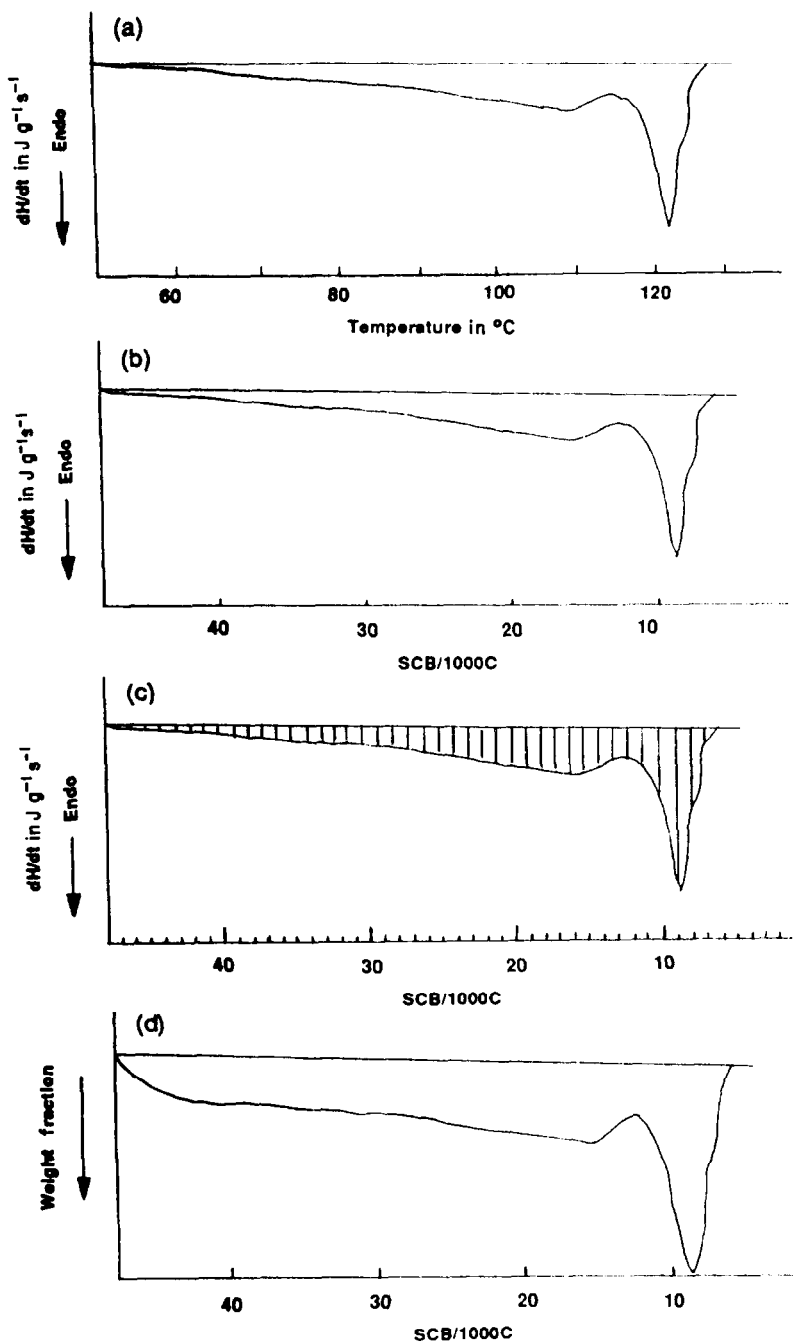 (a)
dH/dt in J g⁻¹ s⁻¹
Endo
60 80 100 120
Temperature in °C
(b)
dH/dt in J g⁻¹ s⁻¹
Endo
40 30 20 10
SCB/1000C
(c)
dH/dt in J g⁻¹ s⁻¹
Endo
40 30 20 10
SCB/1000C
(d)
Weight fraction
40 30 20 10
SCB/1000C